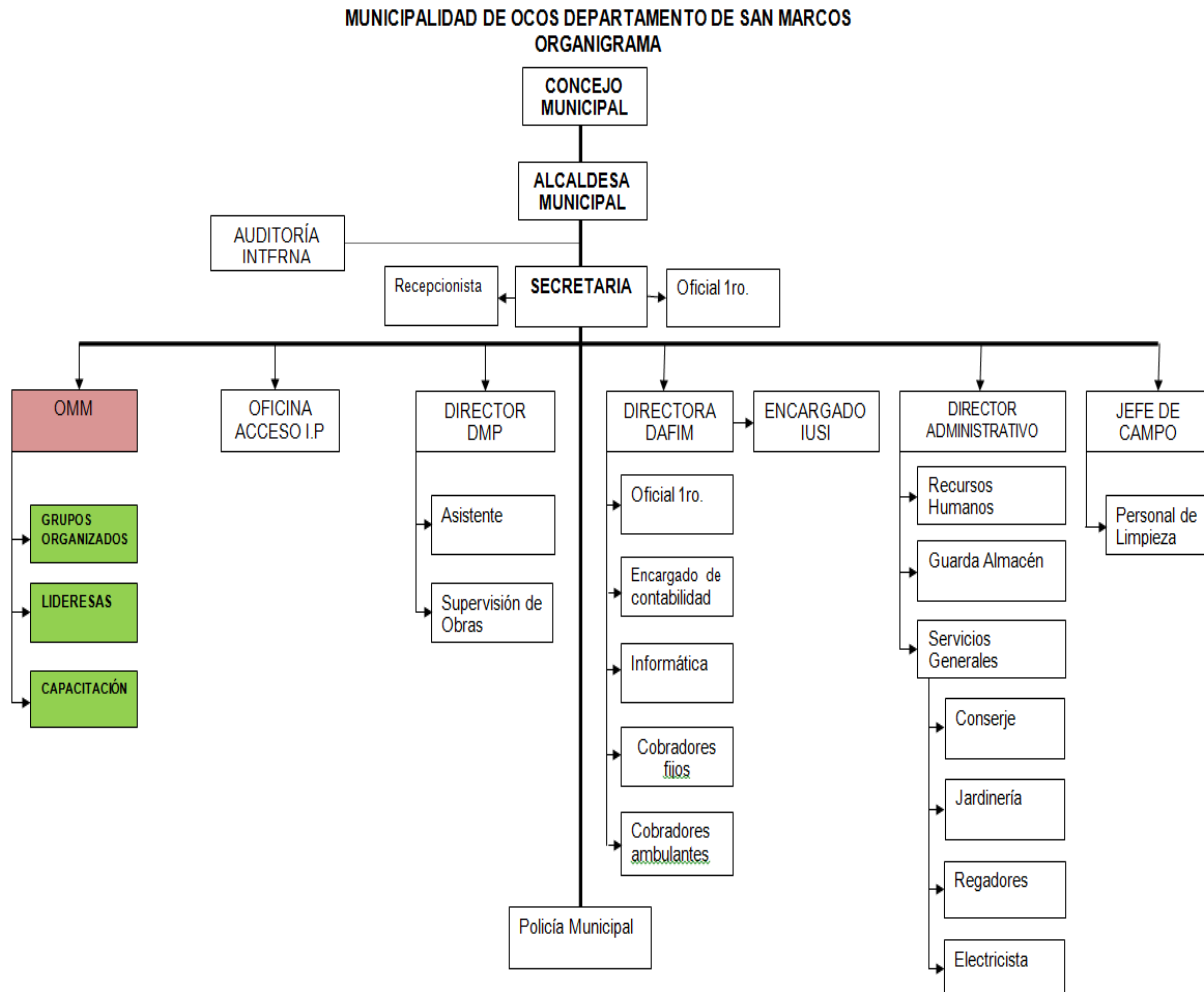 MUNICIPALIDAD DE OCOS DEPARTAMENTO DE SAN MARCOS
ORGANIGRAMA
CONCEJO
MUNICIPAL
ALCALDESA
MUNICIPAL
AUDITORÍA
INTERNA
Recepcionista
SECRETARIA
Oficial 1ro.
OMM
OFICINA
ACCESO I.P
DIRECTOR
DMP
DIRECTORA
DAFIM
ENCARGADO
IUSI
DIRECTOR
ADMINISTRATIVO
JEFE DE
CAMPO
GRUPOS
ORGANIZADOS
LIDERESAS
CAPACITACIÓN
Asistente
Supervisión de
Obras
Oficial 1ro.
Encargado de
contabilidad
Informática
Cobradores
fijos
Cobradores
ambulantes
Recursos
Humanos
Guarda Almacén
Servicios
Generales
Conserje
Jardinería
Regadores
Electricista
Personal de
Limpieza
Policía Municipal